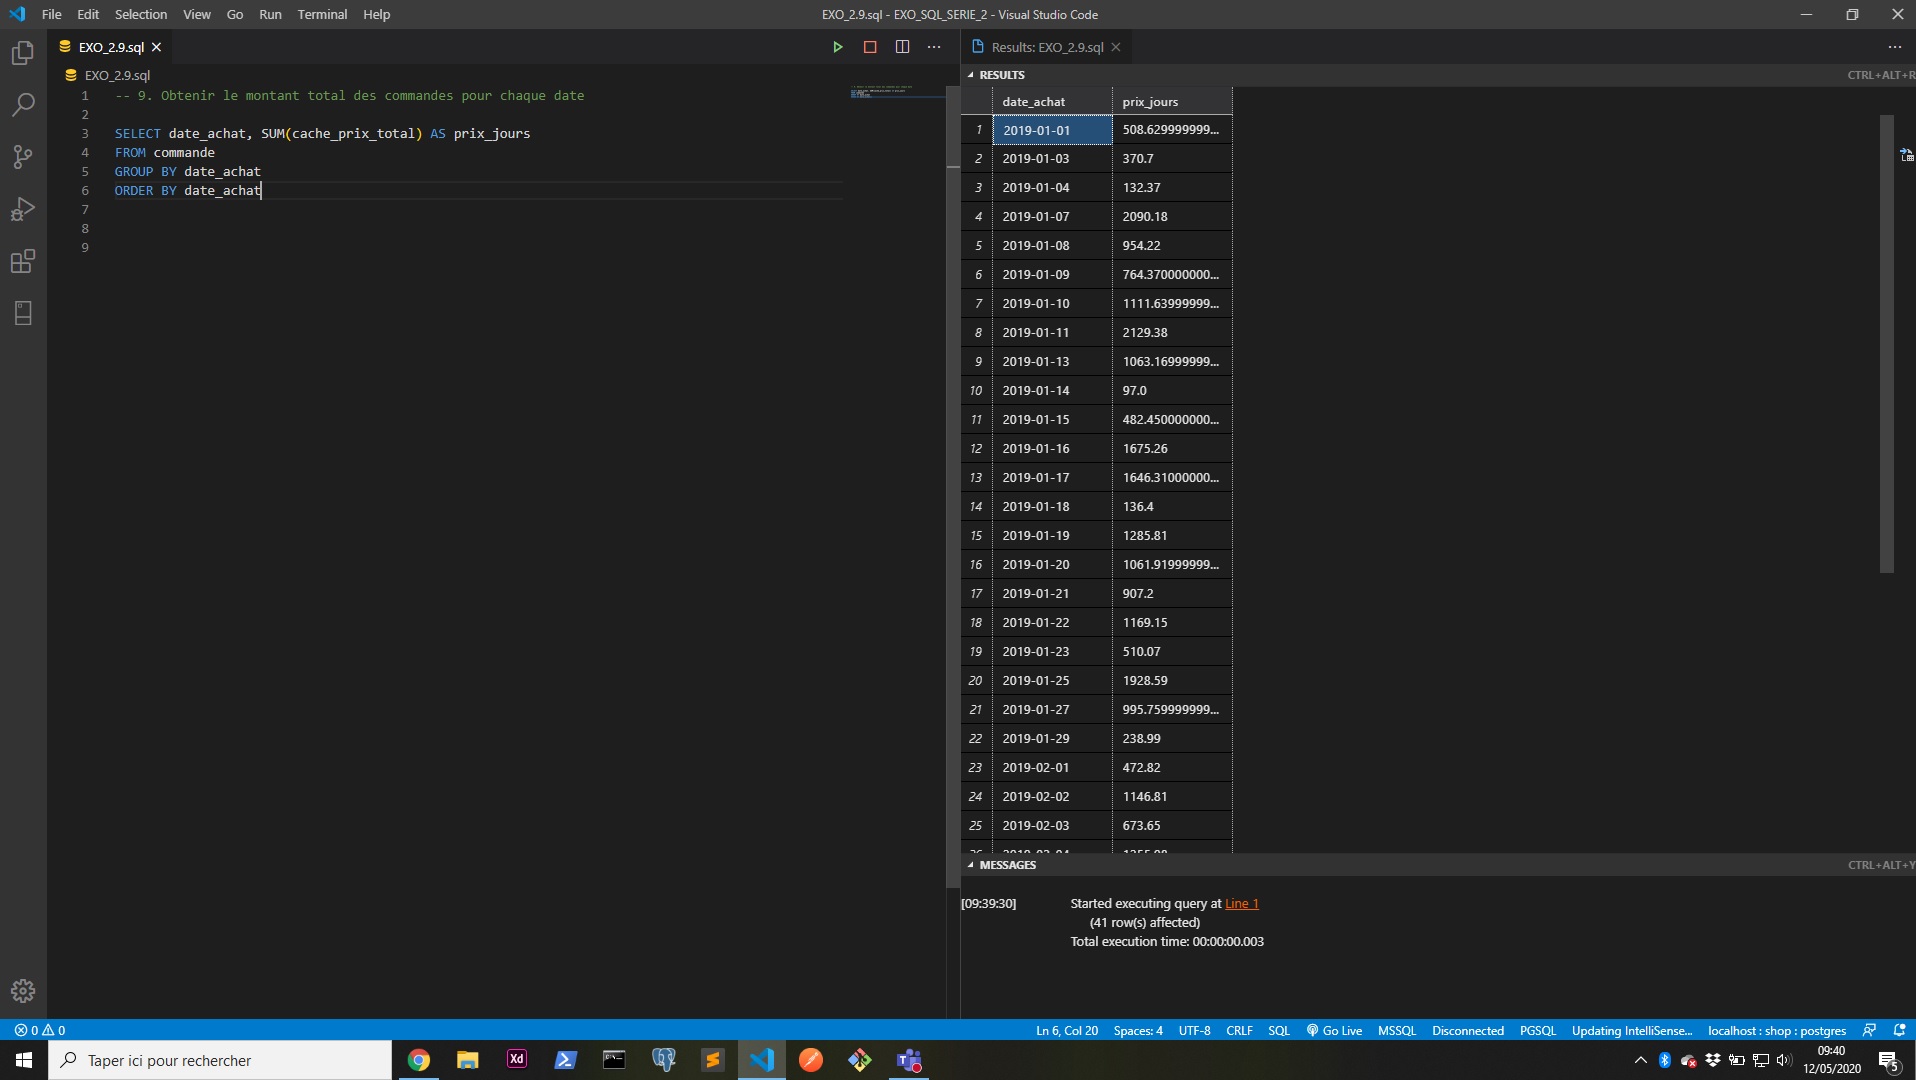 File Edit Selection View Go Run Terminal Help
EXO_2.9.sql - EXO_SQL_SERIE_2 - Visual Studio Code
EXO_2.9.sql
EXO_2.9.sql
1 -- 9. Obtenir le montant total des commandes pour chaque date
2
3 SELECT date_achat, SUM(cache_prix_total) AS prix_jours
4 FROM commande
5 GROUP BY date_achat
6 ORDER BY date_achat
7
8
9
Results: EXO_2.9.sql
RESULTS CTRL+ALT+R
date_achat prix_jours
1 2019-01-01 508.629999999...
2 2019-01-03 370.7
3 2019-01-04 132.37
4 2019-01-07 2090.18
5 2019-01-08 954.22
6 2019-01-09 764.370000000...
7 2019-01-10 1111.63999999...
8 2019-01-11 2129.38
9 2019-01-13 1063.16999999...
10 2019-01-14 97.0
11 2019-01-15 482.450000000...
12 2019-01-16 1675.26
13 2019-01-17 1646.31000000...
14 2019-01-18 136.4
15 2019-01-19 1285.81
16 2019-01-20 1061.91999999...
17 2019-01-21 907.2
18 2019-01-22 1169.15
19 2019-01-23 510.07
20 2019-01-25 1928.59
21 2019-01-27 995.759999999...
22 2019-01-29 238.99
23 2019-02-01 472.82
24 2019-02-02 1146.81
25 2019-02-03 673.65
MESSAGES CTRL+ALT+Y
[09:39:30] Started executing query at Line 1
(41 row(s) affected)
Total execution time: 00:00:00.003
0 0 Ln 6, Col 20 Spaces: 4 UTF-8 CRLF SQL Go Live MSSQL Disconnected PGSQL Updating IntelliSense... localhost : shop : postgres
Taper ici pour rechercher
Xd
09:40
12/05/2020
5